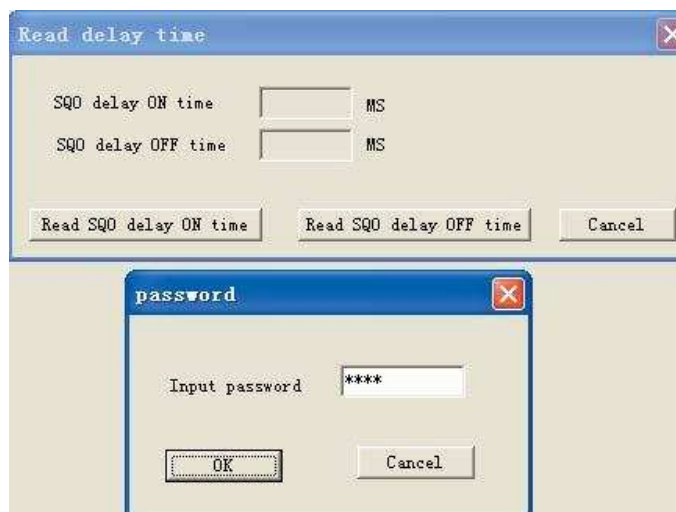 Read delay time
SQO delay ON time MS
SQO delay OFF time MS
Read SQO delay ON time Read SQO delay OFF time Cancel
password
Input password ****
OK Cancel